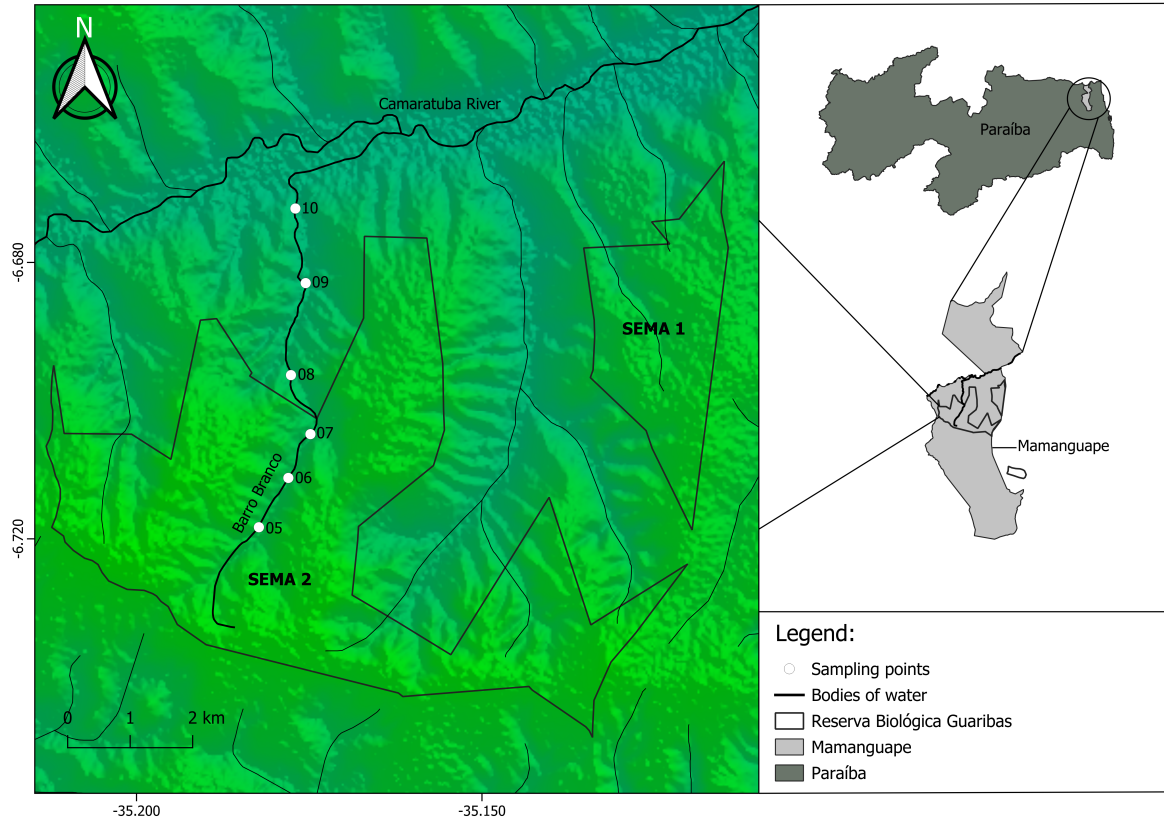 N
Camaratuba River
10
09
08
07
06
05
Barro Branco
SEMA 1
SEMA 2
0 1 2 km
-6.680
-6.720
-35.200
-35.150
Paraíba
Mamanguape
Legend:
Sampling points
Bodies of water
Reserva Biológica Guaribas
Mamanguape
Paraíba